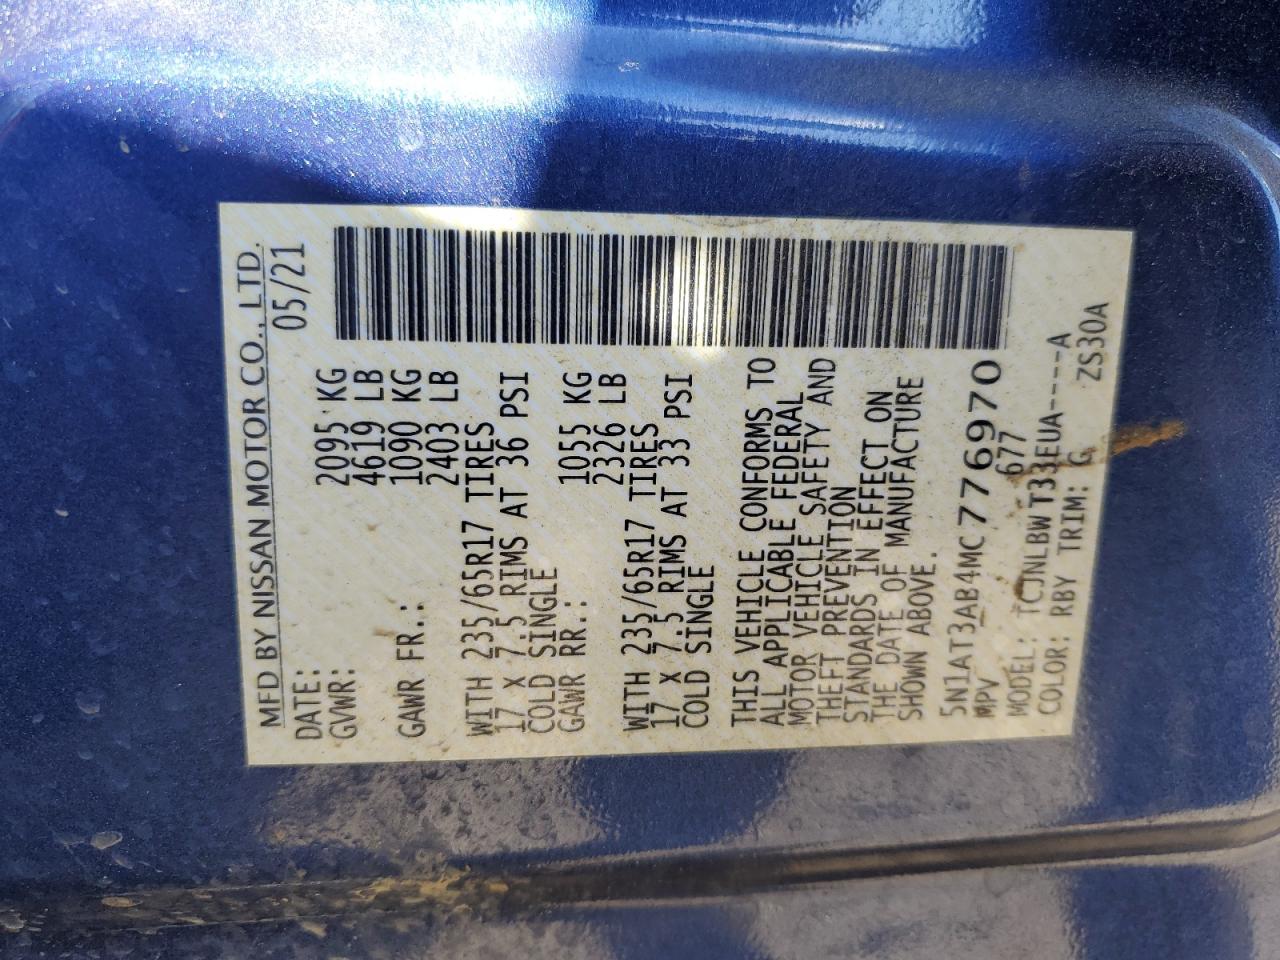 MFD BY NISSAN MOTOR CO., LTD.
DATE: 05/21
GVWR: 2095 KG
4619 LB
GAWR FR.: 1090 KG
2403 LB
WITH 235/65R17 TIRES
17 X 7.5 RIMS AT 36 PSI
COLD SINGLE
GAWR RR.: 1055 KG
2326 LB
WITH 235/65R17 TIRES
17 X 7.5 RIMS AT 33 PSI
COLD SINGLE
THIS VEHICLE CONFORMS TO
ALL APPLICABLE FEDERAL
MOTOR VEHICLE SAFETY AND
THEFT PREVENTION
STANDARDS IN EFFECT ON
THE DATE OF MANUFACTURE
SHOWN ABOVE.
5N1AT3AB4MC776970
MPV 677
MODEL: TCJNLBWT33EUA----A
COLOR: RBY TRIM: G ZS30A